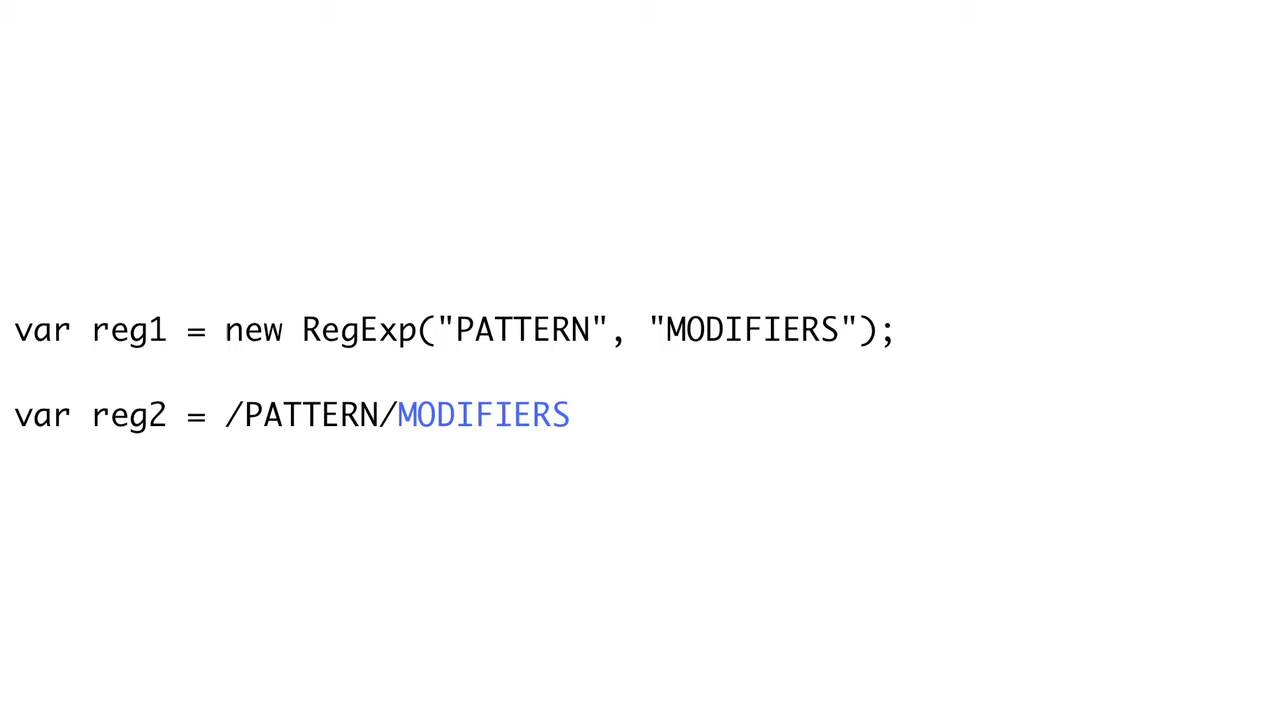 var reg1 = new RegExp("PATTERN", "MODIFIERS");
var reg2 = /PATTERN/MODIFIERS